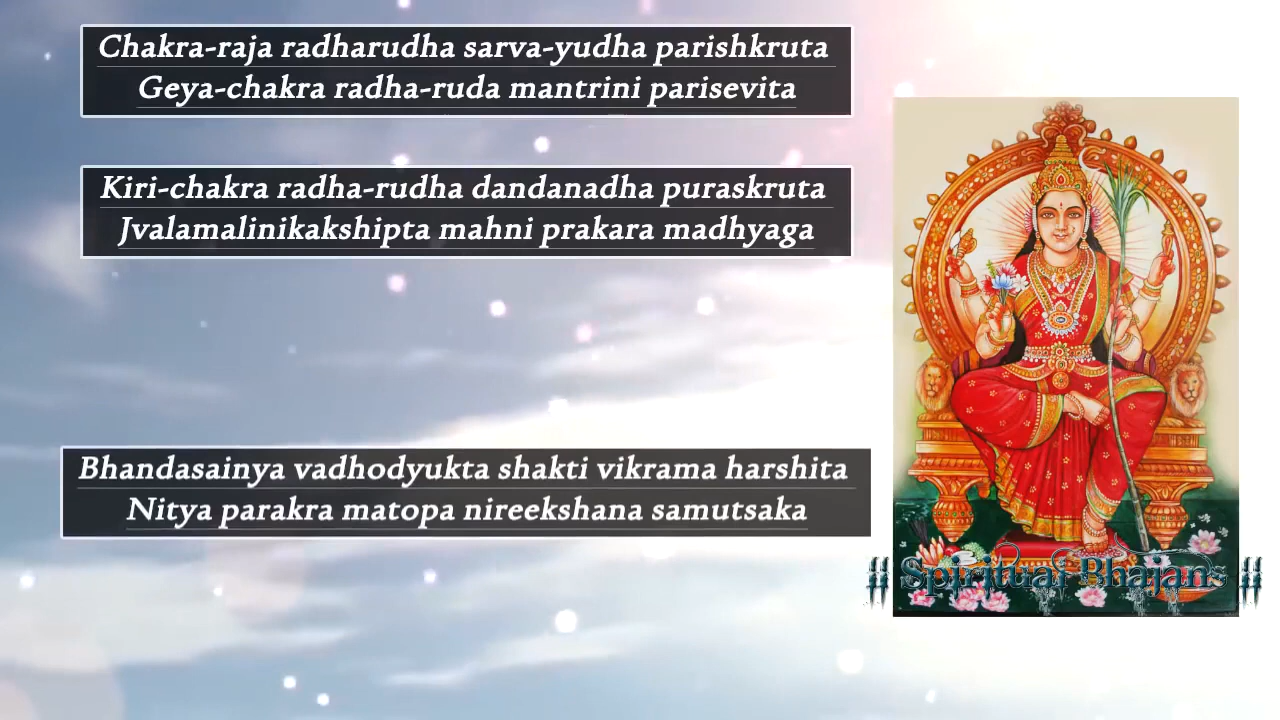 Chakra-raja radharudha sarva-yudha parishkruta
Geya-chakra radha-ruda mantrini parisevita
Kiri-chakra radha-rudha dandanadha puraskruta
Jvalamalinikakshipta mahni prakara madhyaga
Bhandasainya vadhodyukta shakti vikrama harshita
Nitya parakra matopa nireekshana samutsaka
|| Spiritual Bhajans ||